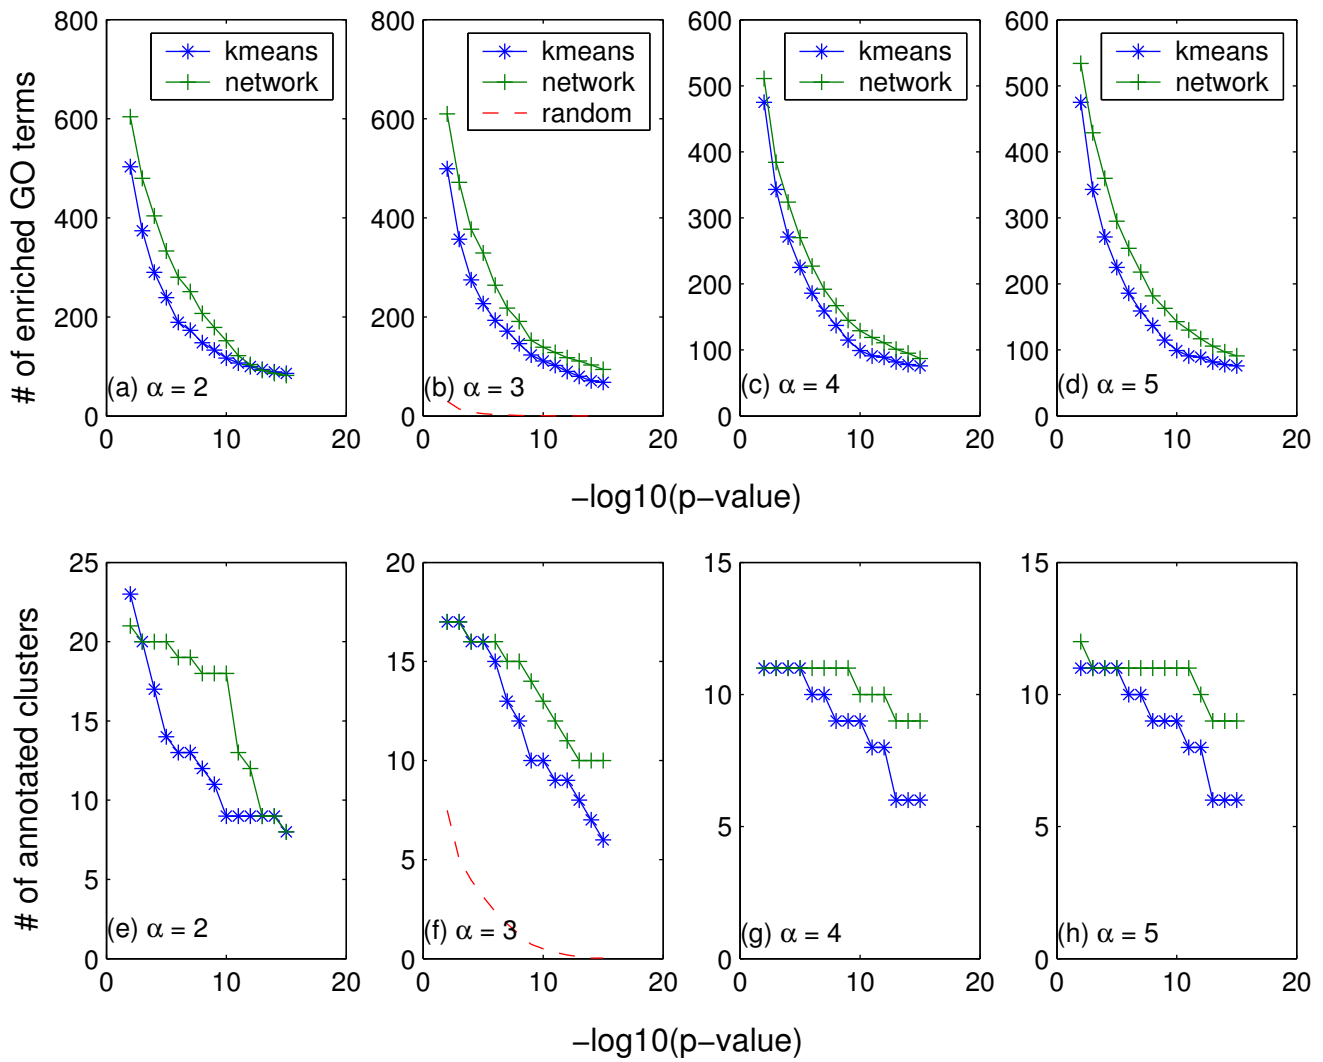 # of enriched GO terms
800
600
400
200
0
0 10 20
kmeans
network
(a) α = 2
800
600
400
200
0
0 10 20
kmeans
network
random
(b) α = 3
600
500
400
300
200
100
0
0 10 20
kmeans
network
(c) α = 4
600
500
400
300
200
100
0
0 10 20
kmeans
network
(d) α = 5
−log10(p−value)
# of annotated clusters
25
20
15
10
5
0
0 10 20
(e) α = 2
20
15
10
5
0
0 10 20
(f) α = 3
15
10
5
0
0 10 20
(g) α = 4
15
10
5
0
0 10 20
(h) α = 5
−log10(p−value)